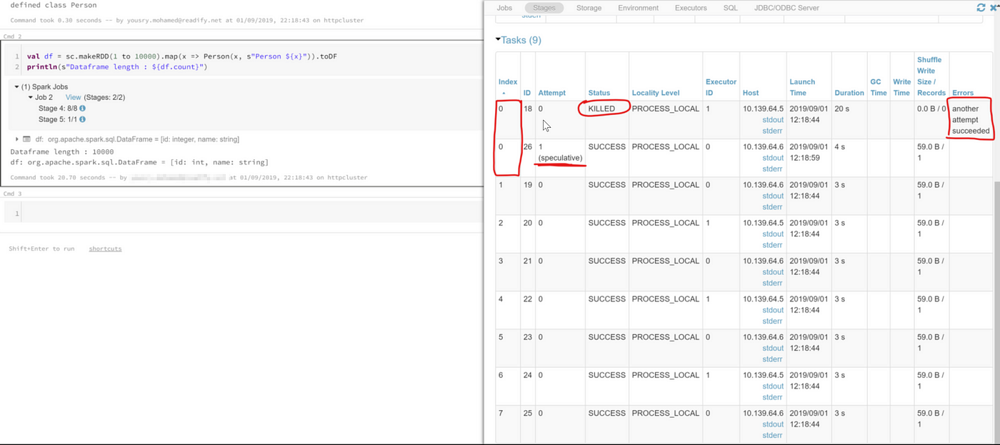 defined class Person
Command took 0.30 seconds -- by yousry.mohamed@readify.net at 01/09/2019, 22:18:43 on httpcluster
Cmd 2
1 val df = sc.makeRDD(1 to 10000).map(x => Person(x, s"Person ${x}")).toDF
2 println(s"Dataframe length : ${df.count}")
(1) Spark Jobs
Job 2 View (Stages: 2/2)
Stage 4: 8/8
Stage 5: 1/1
df: org.apache.spark.sql.DataFrame = [id: integer, name: string]
Dataframe length : 10000
df: org.apache.spark.sql.DataFrame = [id: int, name: string]
Command took 20.70 seconds -- by at 01/09/2019, 22:18:43 on httpcluster
Cmd 3
1
Shift+Enter to run shortcuts
Jobs Stages Storage Environment Executors SQL JDBC/ODBC Server
Tasks (9)
Index ID Attempt Status Locality Level Executor ID Host Launch Time Duration GC Time Write Time Shuffle Write Size / Records Errors
0 18 0 KILLED PROCESS_LOCAL 1 10.139.64.5 2019/09/01 20 s 0.0 B / 0 another
stdout 12:18:44 attempt
stderr succeeded
0 26 1 SUCCESS PROCESS_LOCAL 0 10.139.64.6 2019/09/01 4 s 59.0 B /
(speculative) stdout 12:18:59 1
stderr
1 19 0 SUCCESS PROCESS_LOCAL 0 10.139.64.6 2019/09/01 3 s 59.0 B /
stdout 12:18:44 1
stderr
2 20 0 SUCCESS PROCESS_LOCAL 1 10.139.64.5 2019/09/01 3 s 59.0 B /
stdout 12:18:44 1
stderr
3 21 0 SUCCESS PROCESS_LOCAL 0 10.139.64.6 2019/09/01 3 s 59.0 B /
stdout 12:18:44 1
stderr
4 22 0 SUCCESS PROCESS_LOCAL 1 10.139.64.5 2019/09/01 3 s 59.0 B /
stdout 12:18:44 1
stderr
5 23 0 SUCCESS PROCESS_LOCAL 0 10.139.64.6 2019/09/01 3 s 59.0 B /
stdout 12:18:44 1
stderr
6 24 0 SUCCESS PROCESS_LOCAL 1 10.139.64.5 2019/09/01 3 s 59.0 B /
stdout 12:18:44 1
stderr
7 25 0 SUCCESS PROCESS_LOCAL 0 10.139.64.6 2019/09/01 3 s 59.0 B /
stdout 12:18:44 1
stderr